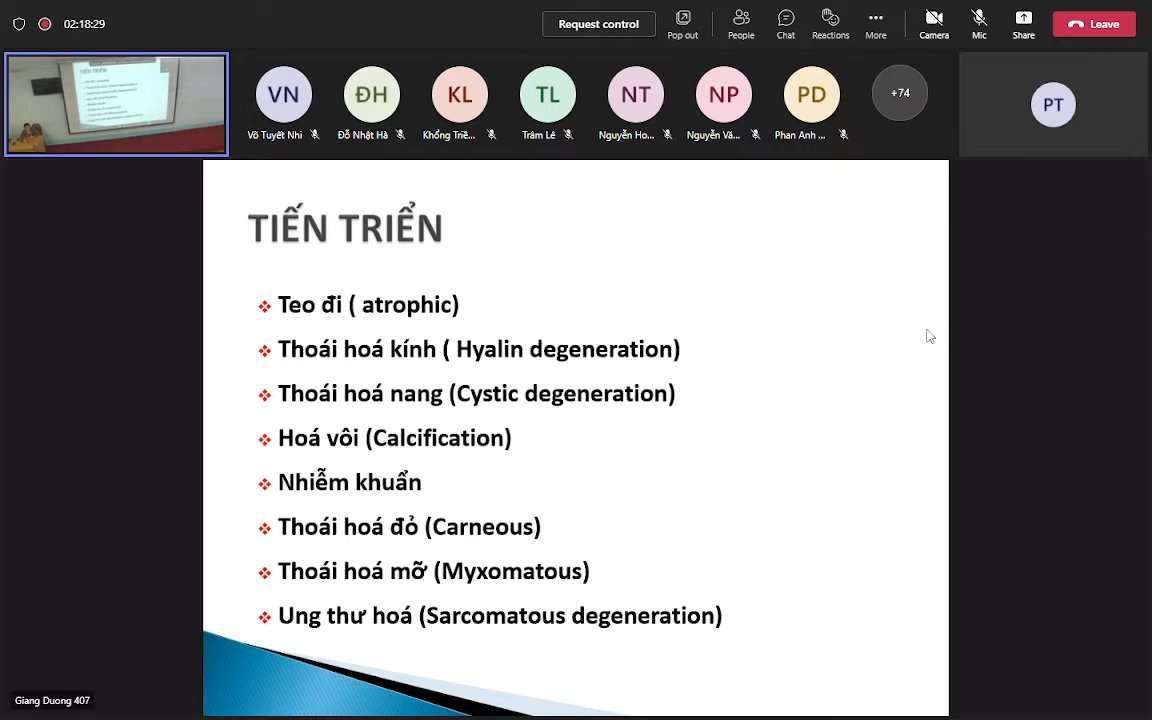 02:18:29
Request control
Pop out
People
Chat
Reactions
More
Camera
Mic
Share
Leave
VN
ĐH
KL
TL
NT
NP
PD
+74
PT
Võ Tuyết Nhi
Đỗ Nhật Hà
Khổng Triề...
Trâm Lê
Nguyễn Ho...
Nguyễn Vă...
Phan Anh ...
TIẾN TRIỂN
Teo đi ( atrophic)
Thoái hoá kính ( Hyalin degeneration)
Thoái hoá nang (Cystic degeneration)
Hoá vôi (Calcification)
Nhiễm khuẩn
Thoái hoá đỏ (Carneous)
Thoái hoá mỡ (Myxomatous)
Ung thư hoá (Sarcomatous degeneration)
Giang Duong 407